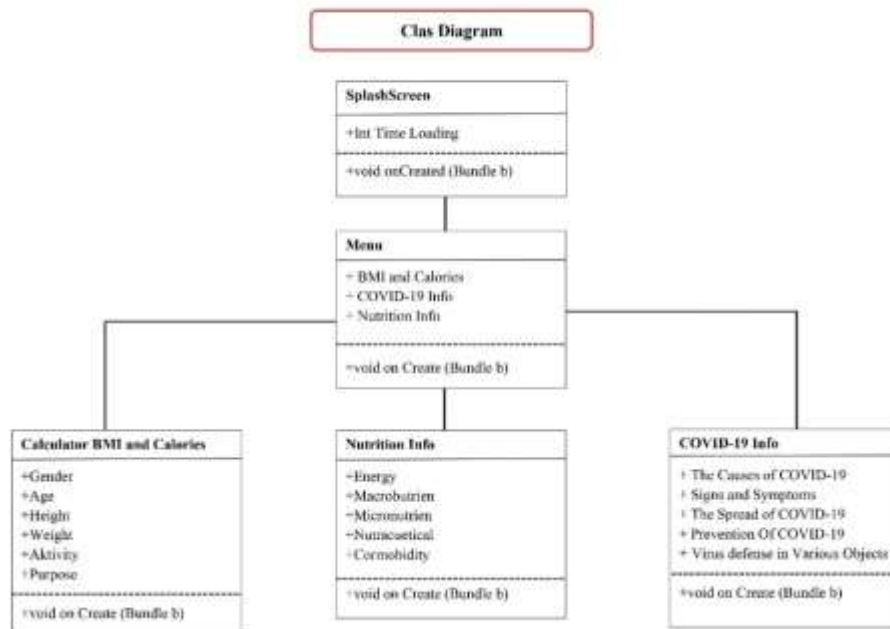 Clas Diagram
SplashScreen
+Int Time Loading
+void onCreated (Bundle b)
Menu
+ BMI and Calories
+ COVID-19 Info
+ Nutrition Info
+void on Create (Bundle b)
Calculator BMI and Calories
+Gender
+Age
+Height
+Weight
+Aktivity
+Purpose
+void on Create (Bundle b)
Nutrition Info
+Energy
+Macrobutrien
+Micronutrien
+Nutracuetical
+Cormobidity
+void on Create (Bundle b)
COVID-19 Info
+ The Causes of COVID-19
+ Signs and Symptoms
+ The Spread of COVID-19
+ Prevention Of COVID-19
+ Virus defense in Various Objects
+void on Create (Bundle b)